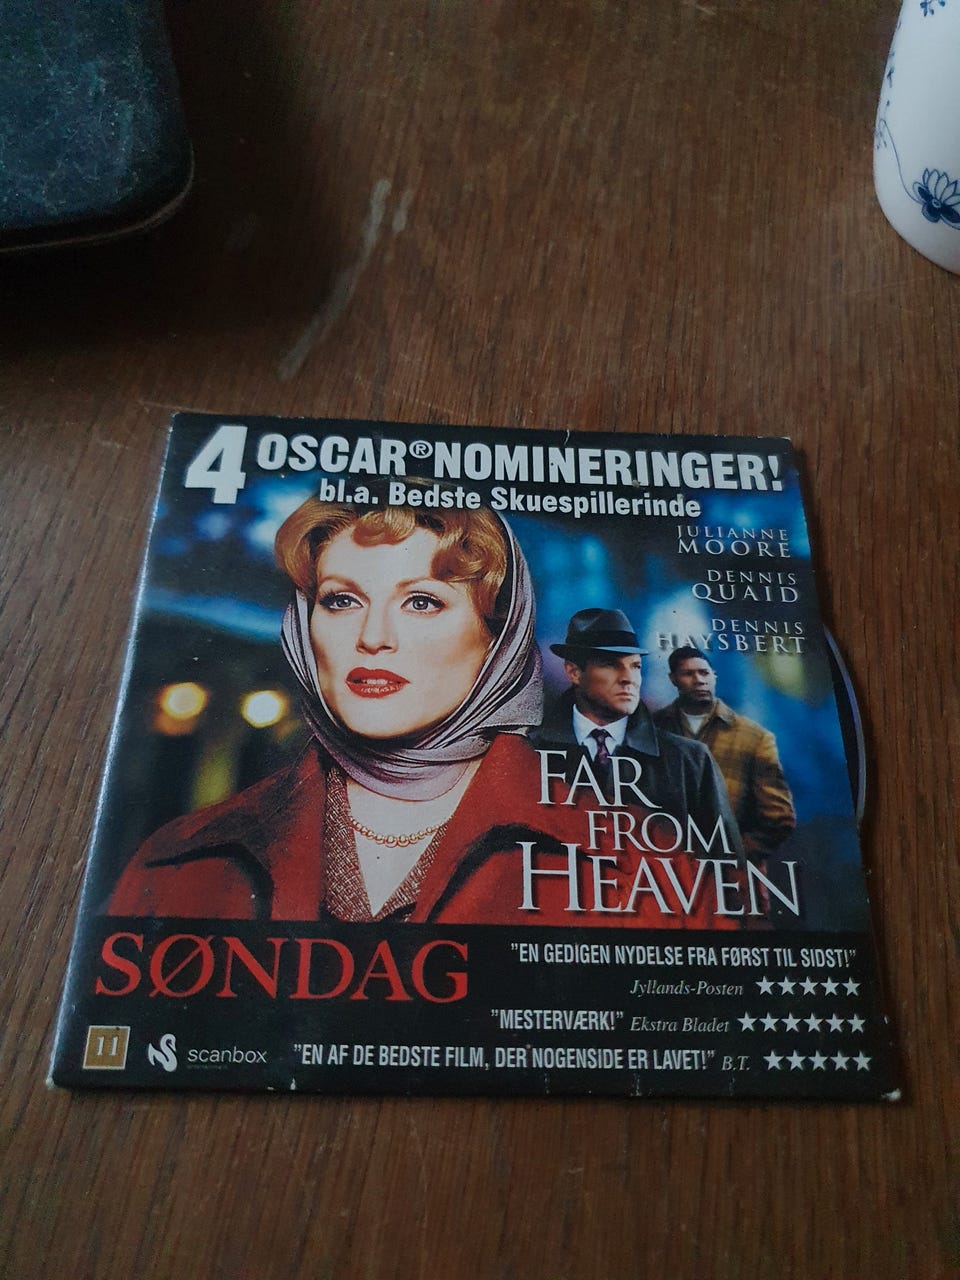 4 OSCAR® NOMINERINGER!
bl.a. Bedste Skuespillerinde
JULIANNE
MOORE
DENNIS
QUAID
DENNIS
HAYSBERT
FAR
FROM
HEAVEN
SØNDAG
"EN GEDIGEN NYDELSE FRA FØRST TIL SIDST!"
Jyllands-Posten ★★★★★
"MESTERVÆRK!" Ekstra Bladet ★★★★★★
11 scanbox "EN AF DE BEDSTE FILM, DER NOGENSIDE ER LAVET!" B.T. ★★★★★